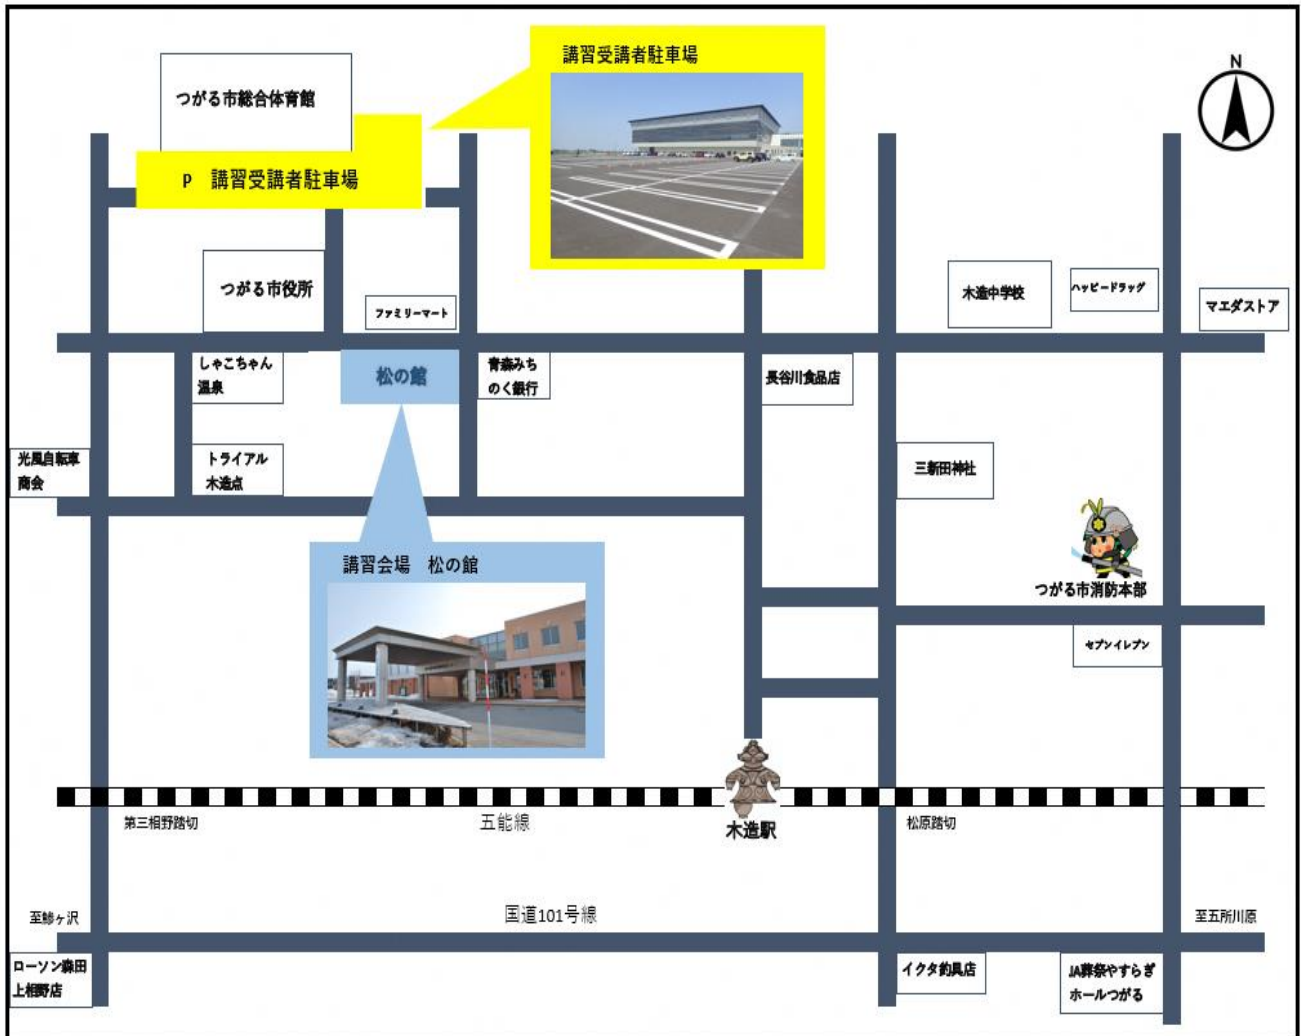 講習受講者駐車場
N
つがる市総合体育館
P 講習受講者駐車場
つがる市役所
ファミリーマート
木造中学校
ハッピードラッグ
マエダストア
しゃこちゃん
温泉
松の館
青森みち
のく銀行
長谷川食品店
光風自転車
商会
トライアル
木造点
三新田神社
講習会場 松の館
つがる市消防本部
セブンイレブン
第三相野踏切
五能線
木造駅
松原踏切
至鯵ヶ沢
国道101号線
至五所川原
ローソン森田
上相野店
イクタ釣具店
JA葬祭やすらぎ
ホールつがる